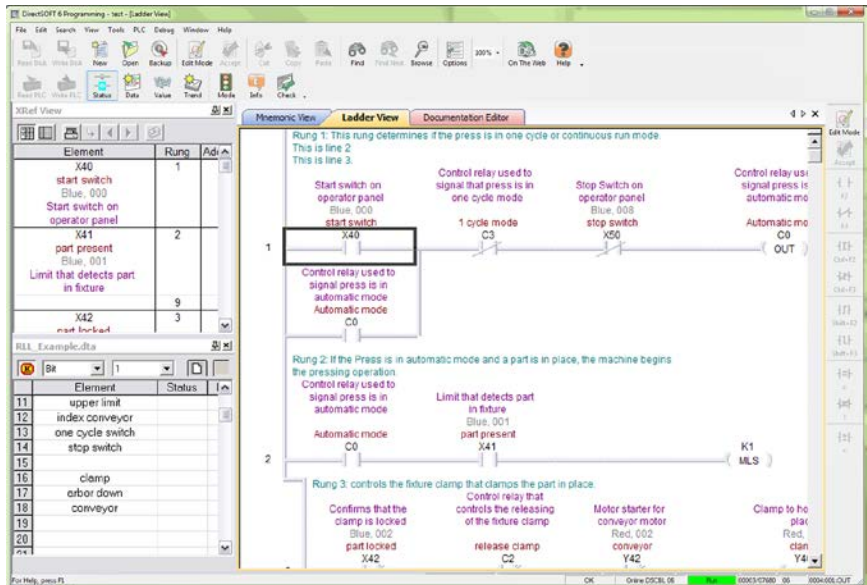 DirectSOFT 6 Programming - test - [Ladder View]
File Edit Search View Tools PLC Debug Window Help
Read Disk Write Disk New Open Backup Edit Mode Accept Cut Copy Paste Find Find Next Browse Options 100% On The Web Help
Read PLC Write PLC Status Data Value Trend Mode Info Check
XRef View
Element Rung
X40 1
start switch
Blue, 000
Start switch on
operator panel
X41 2
part present
Blue, 001
Limit that detects part
in fixture
9
X42 3
part locked
RLL_Example.dta
Bit 1
Element Status
11 upper limit
12 index conveyor
13 one cycle switch
14 stop switch
15
16 clamp
17 arbor down
18 conveyor
19
20
21
Mnemonic View Ladder View Documentation Editor
Rung 1: This rung determines if the press is in one cycle or continuous run mode.
This is line 2
This is line 3.
Start switch on
operator panel
Blue, 000
start switch
X40
Control relay used to
signal that press is in
one cycle mode
1 cycle mode
C3
Stop Switch on
operator panel
Blue, 008
stop switch
X50
Control relay
signal press is
automatic
Automatic
C0
OUT
1
Control relay used to
signal press is in
automatic mode
Automatic mode
C0
Rung 2: If the Press is in automatic mode and a part is in place, the machine begins
the pressing operation
Control relay used to
signal press is in
automatic mode
Automatic mode
C0
Limit that detects part
in fixture
Blue, 001
part present
X41
K1
MLS
2
Rung 3: controls the fixture clamp that clamps the part in place.
Confirms that the
clamp is locked
Blue, 002
part locked
X42
Control relay that
controls the releasing
of the fixture clamp
release clamp
C2
Motor starter for
conveyor motor
Red, 002
conveyor
Y42
Clamp to
Red,
Edit Mode
Accept
For Help, press F1
OK
Run